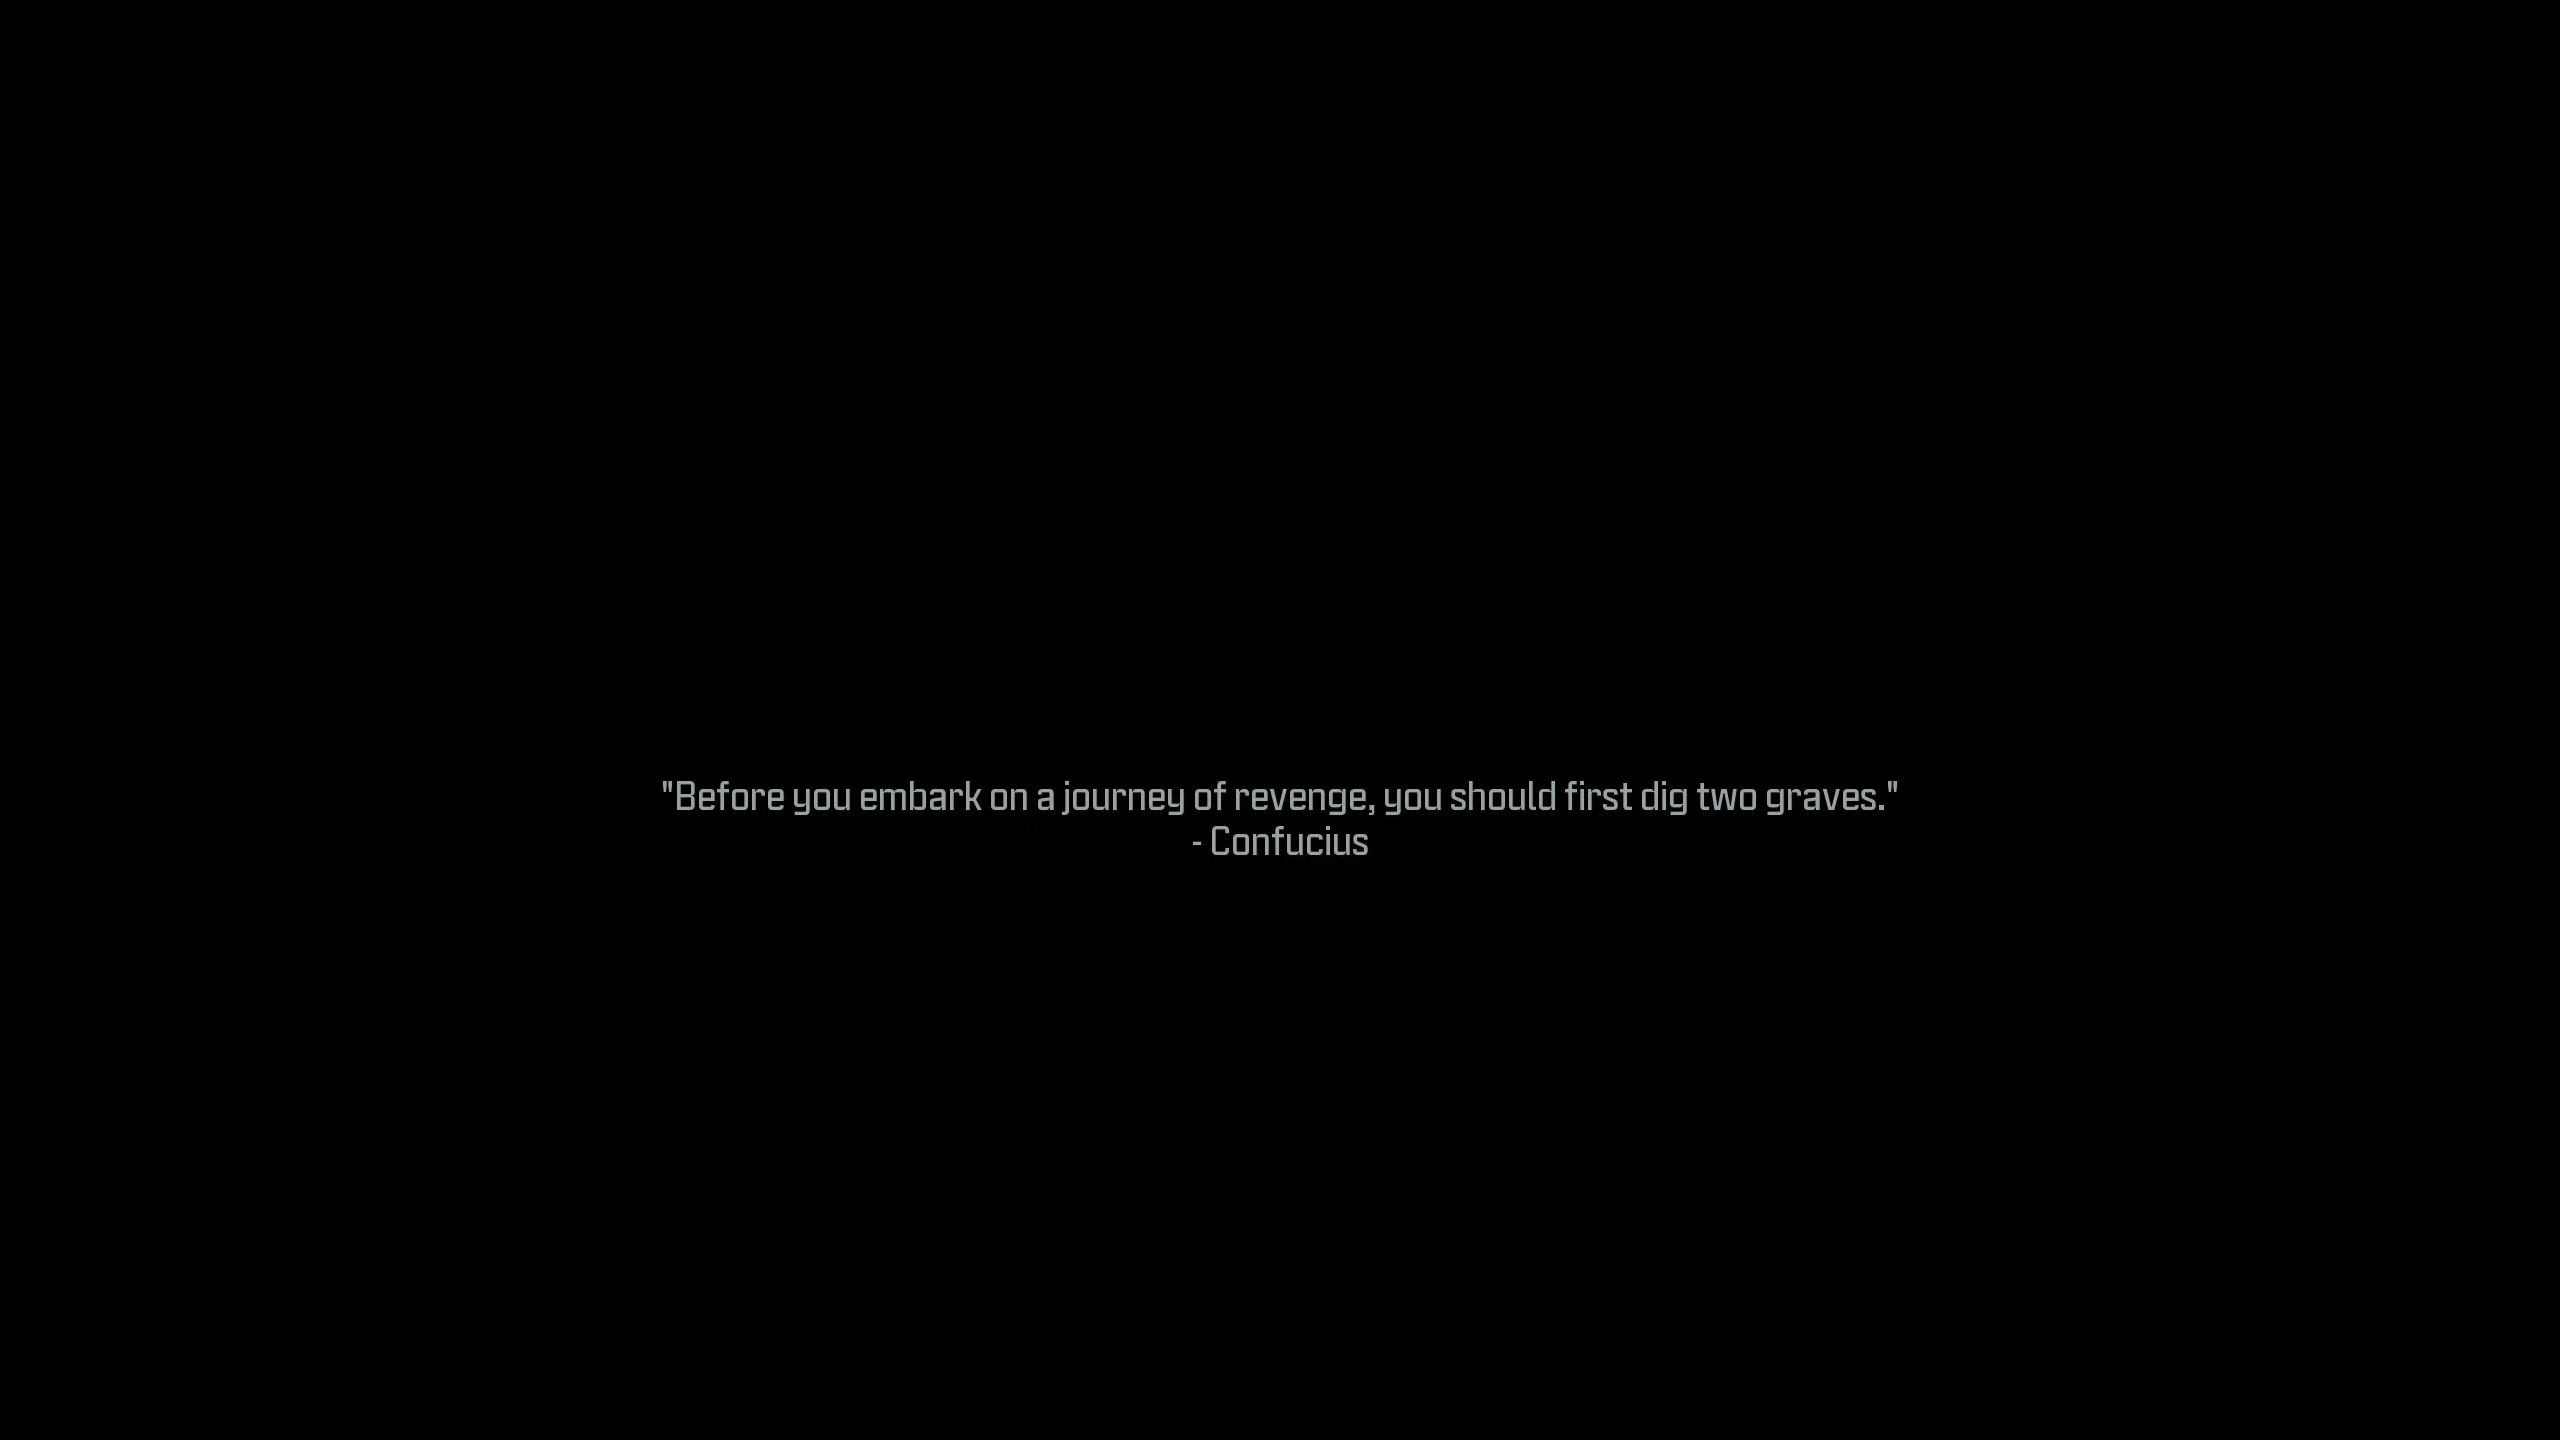 "Before you embark on a journey of revenge, you should first dig two graves."
- Confucius